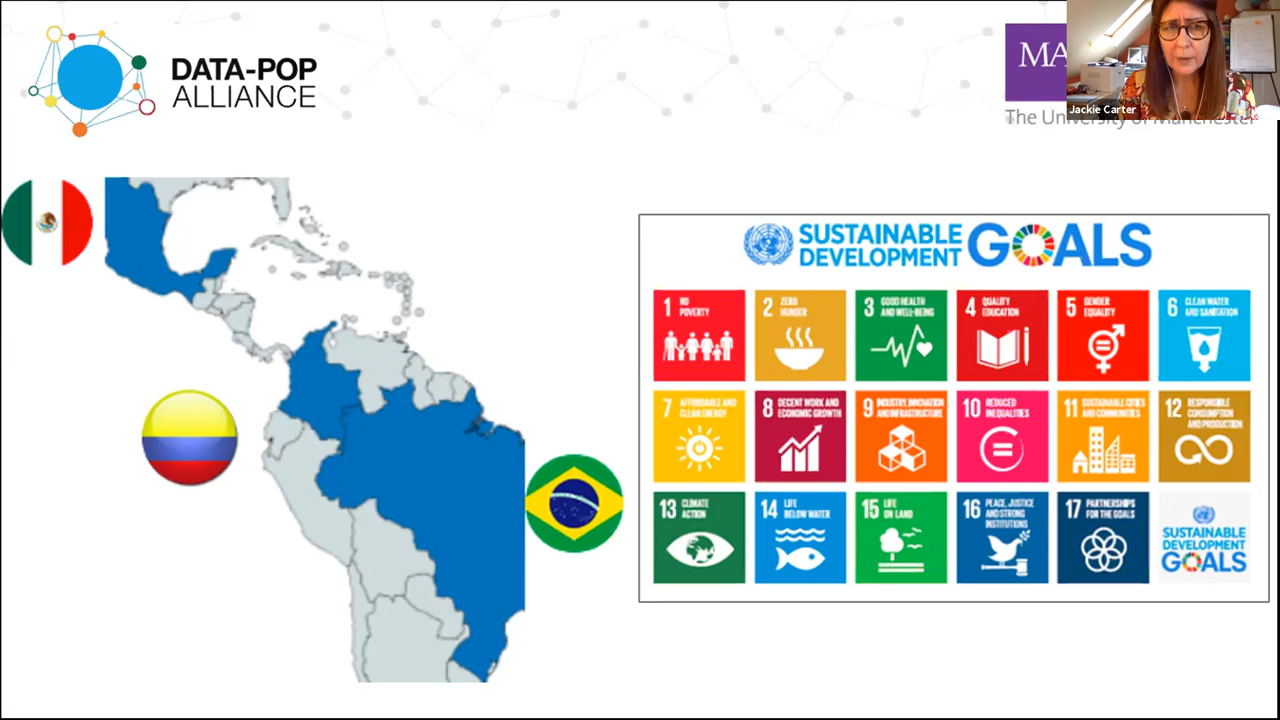 DATA-POP
ALLIANCE
MA
Jackie Carter
The University of Manchester
SUSTAINABLE
DEVELOPMENT
GOALS
1 NO
POVERTY
2 ZERO
HUNGER
3 GOOD HEALTH
AND WELL-BEING
4 QUALITY
EDUCATION
5 GENDER
EQUALITY
6 CLEAN WATER
AND SANITATION
7 AFFORDABLE AND
CLEAN ENERGY
8 DECENT WORK AND
ECONOMIC GROWTH
9 INDUSTRY, INNOVATION
AND INFRASTRUCTURE
10 REDUCED
INEQUALITIES
11 SUSTAINABLE CITIES
AND COMMUNITIES
12 RESPONSIBLE
CONSUMPTION
AND PRODUCTION
13 CLIMATE
ACTION
14 LIFE
BELOW WATER
15 LIFE
ON LAND
16 PEACE, JUSTICE
AND STRONG
INSTITUTIONS
17 PARTNERSHIPS
FOR THE GOALS
SUSTAINABLE
DEVELOPMENT
GOALS